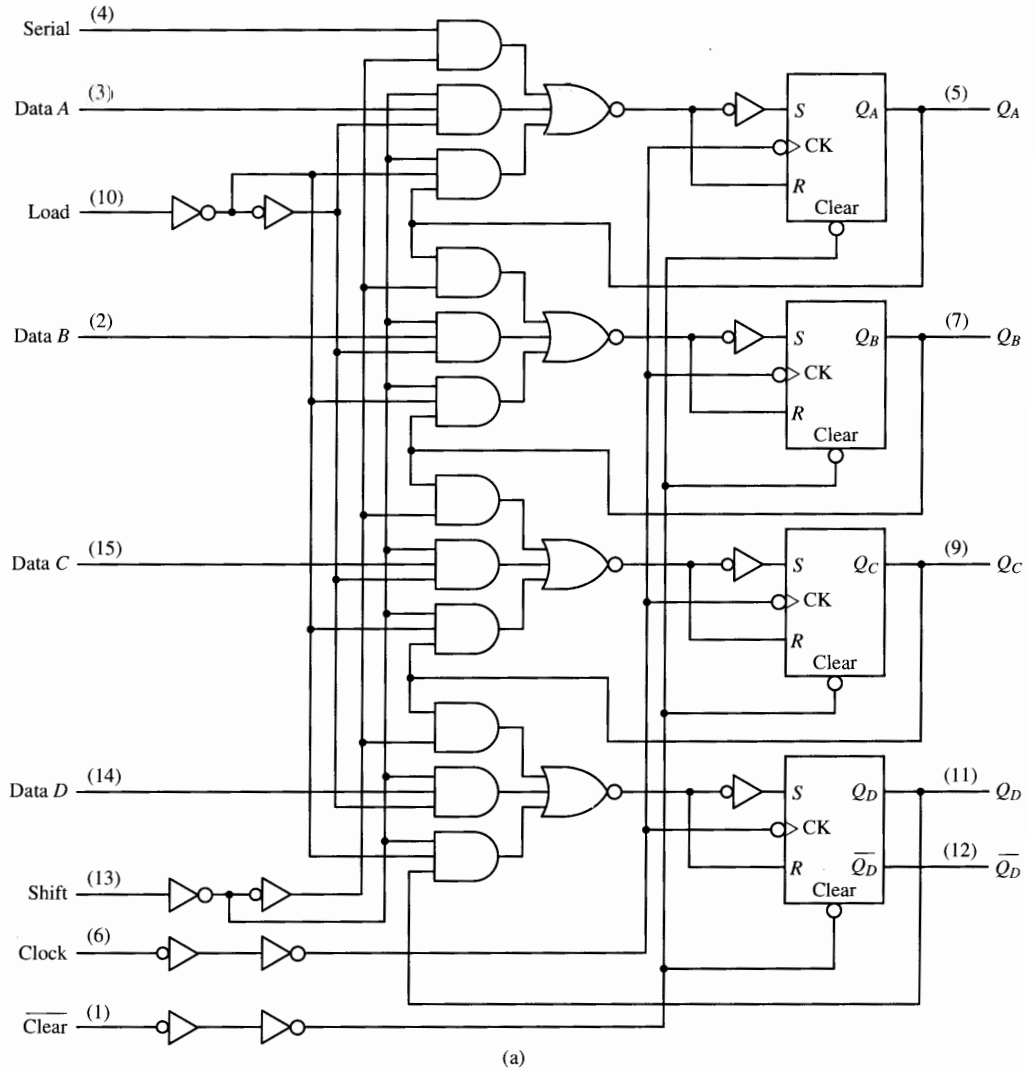 Serial (4)
Data A (3)
Load (10)
Data B (2)
Data C (15)
Data D (14)
Shift (13)
Clock (6)
C̅l̅e̅a̅r̅ (1)
S Q_A (5) Q_A
CK
R
Clear
S Q_B (7) Q_B
CK
R
Clear
S Q_C (9) Q_C
CK
R
Clear
S Q_D (11) Q_D
CK
R Q̅_D̅ (12) Q̅_D̅
Clear
(a)